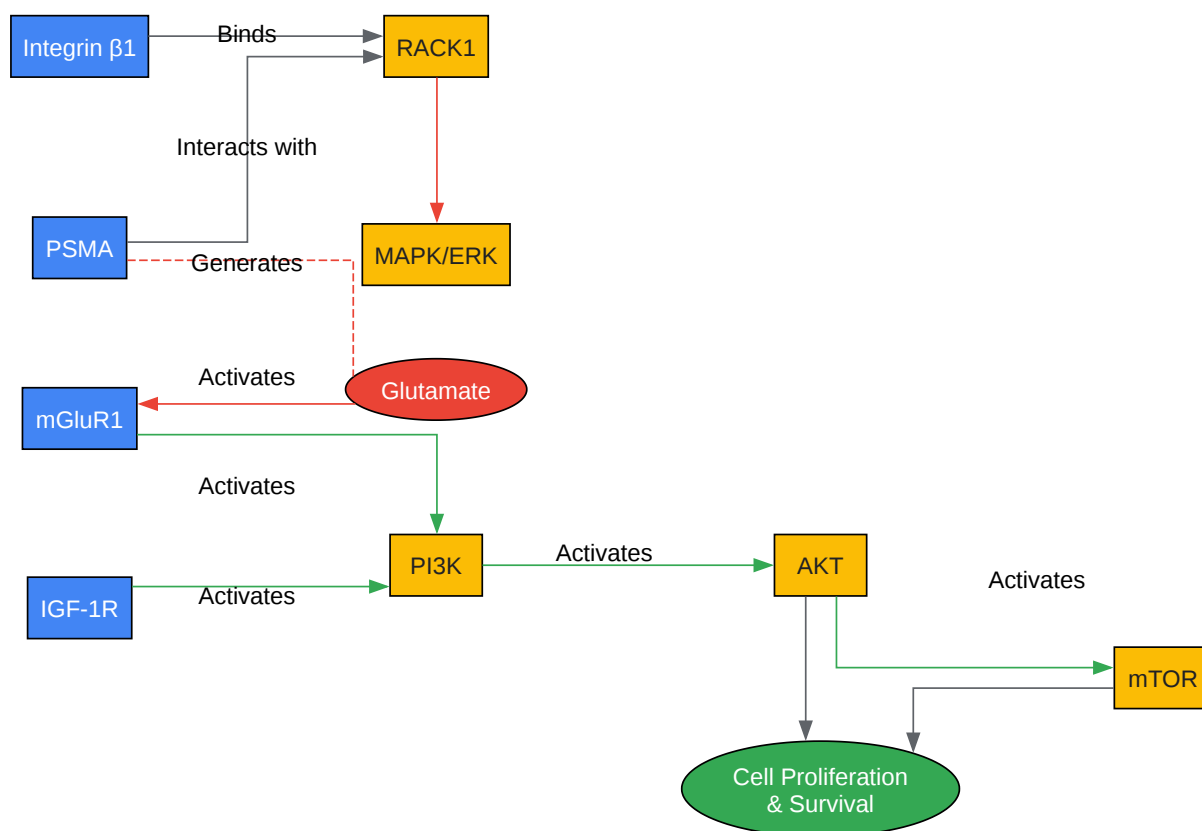 Integrin β1
Binds
RACK1
Interacts with
PSMA
Generates
MAPK/ERK
Activates
Glutamate
mGluR1
Activates
PI3K
Activates
AKT
Activates
IGF-1R
Activates
mTOR
Cell Proliferation
& Survival